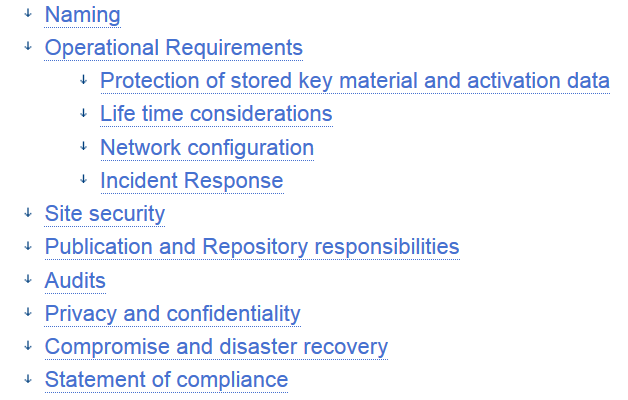 Naming
Operational Requirements
Protection of stored key material and activation data
Life time considerations
Network configuration
Incident Response
Site security
Publication and Repository responsibilities
Audits
Privacy and confidentiality
Compromise and disaster recovery
Statement of compliance